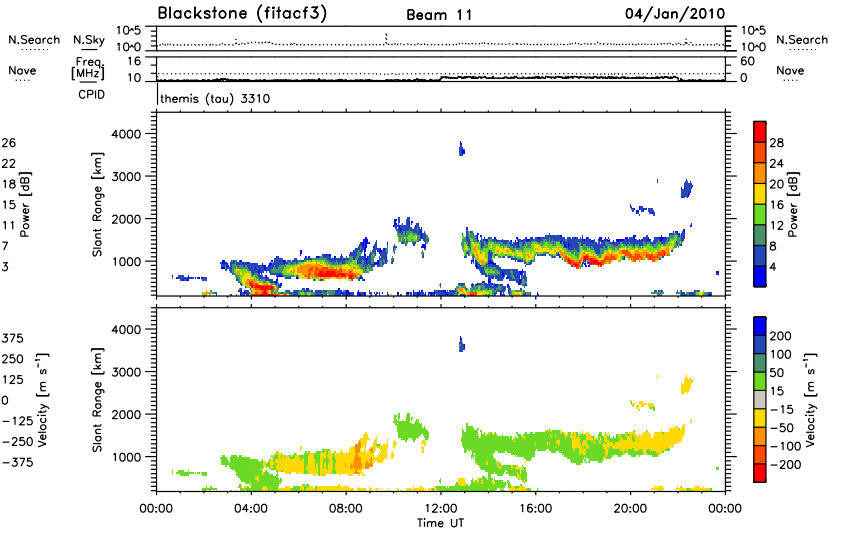 Blackstone (fitacf3) Beam 11 04/Jan/2010
10^5 10^5
N.Search N.Sky N.Search
10^0 10^0
16 Freq. 60
Nave [MHz] Nave
10 0
CPID
themis (tau) 3310
26 4000 28
22 24
18 3000 20
15 16
11 2000 12
7 8
3 1000 4
Power [dB] Slant Range [km] Power [dB]
375 4000 200
250 100
125 3000 50
0 15
-125 2000 -15
-250 -50
-375 1000 -100
-200
Velocity [m s⁻¹] Slant Range [km] Velocity [m s⁻¹]
00:00 04:00 08:00 12:00 16:00 20:00 00:00
Time UT